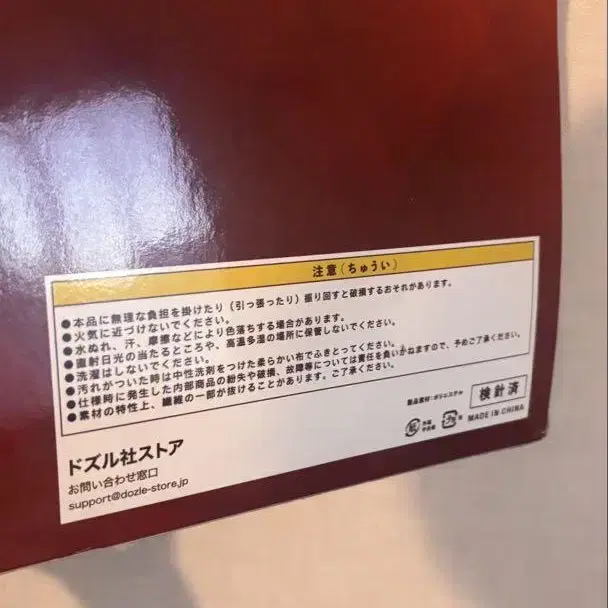 注意(ちゅうい)
●本品に無理な負担を掛けたり(引っ張ったり)振り回すと破損するおそれがあります。
●火気に近づけないでください。
●水ぬれ、汗、摩擦などにより色落ちする場合があります。
●直射日光の当たるところや、高温多湿の場所に保管しないでください。
●洗濯はしないでください。
●汚れがついた時は中性洗剤をつけた柔らかい布でふきとってください。
●仕様時に発生した内部商品の紛失や破損、故障等については責任を負いかねますので、予めご了承ください。
●素材の特性上、繊維の一部が抜けることがあります。ご了承ください。
製品素材:ポリエステル
検針済
MADE IN CHINA
ドズル社ストア
お問い合わせ窓口
support@dozle-store.jp